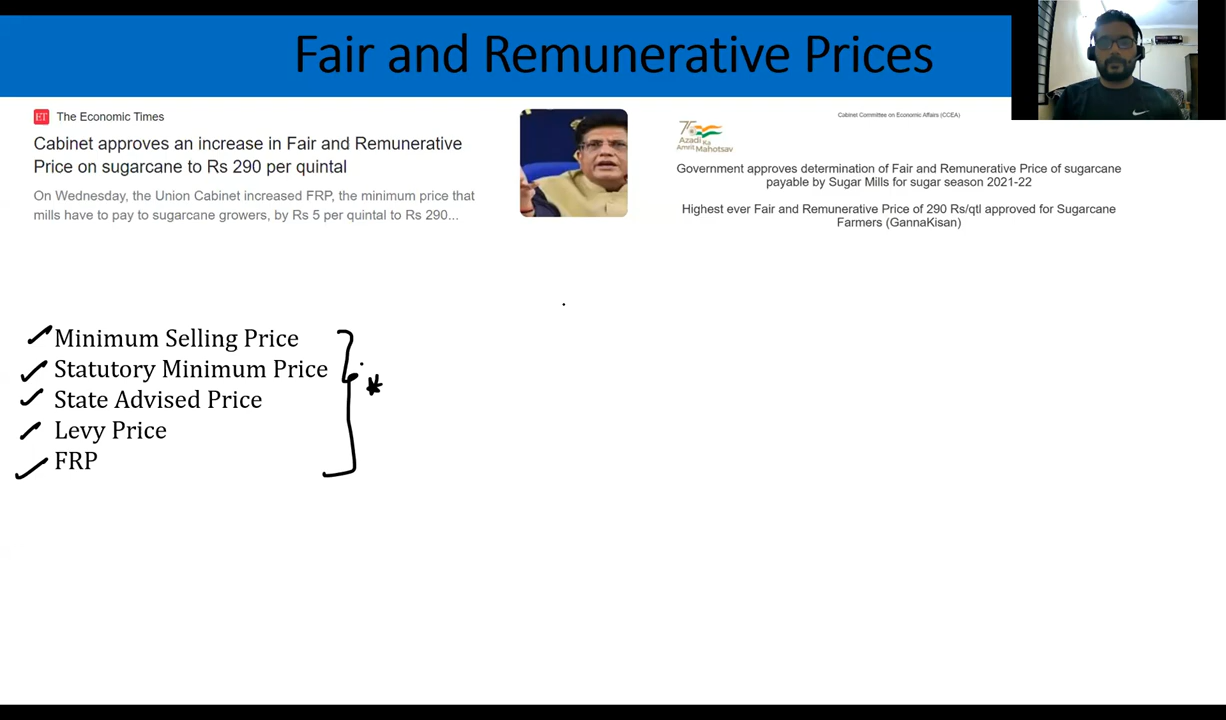 Fair and Remunerative Prices
ET The Economic Times
Cabinet approves an increase in Fair and Remunerative
Price on sugarcane to Rs 290 per quintal
On Wednesday, the Union Cabinet increased FRP, the minimum price that
mills have to pay to sugarcane growers, by Rs 5 per quintal to Rs 290...
Cabinet Committee on Economic Affairs (CCEA)
75
Azadi Ka
Amrit Mahotsav
Government approves determination of Fair and Remunerative Price of sugarcane
payable by Sugar Mills for sugar season 2021-22
Highest ever Fair and Remunerative Price of 290 Rs/qtl approved for Sugarcane
Farmers (GannaKisan)
Minimum Selling Price
Statutory Minimum Price
State Advised Price
Levy Price
FRP